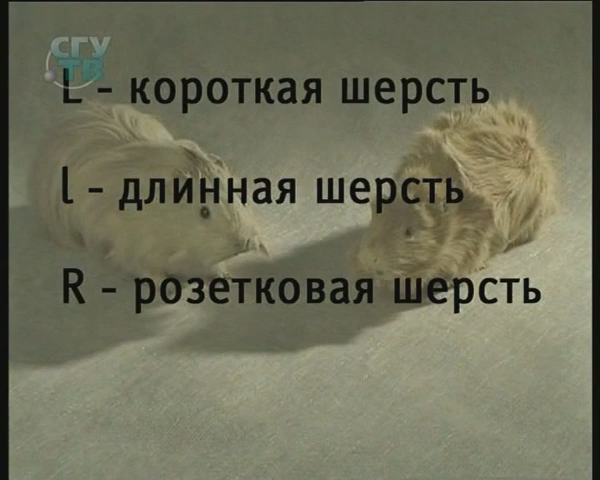 СГУ
ТВ
L - короткая шерсть
l - длинная шерсть
R - розетковая шерсть